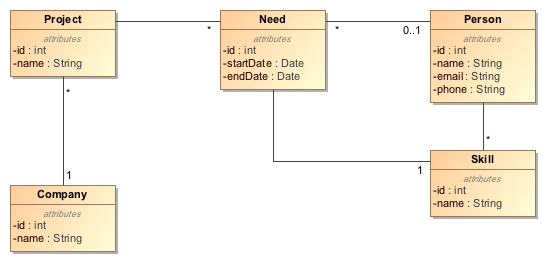 Project
attributes
-id : int
-name : String
*
Need
attributes
-id : int
-startDate : Date
-endDate : Date
*
0..1
Person
attributes
-id : int
-name : String
-email : String
-phone : String
*
1
Company
attributes
-id : int
-name : String
1
*
Skill
attributes
-id : int
-name : String